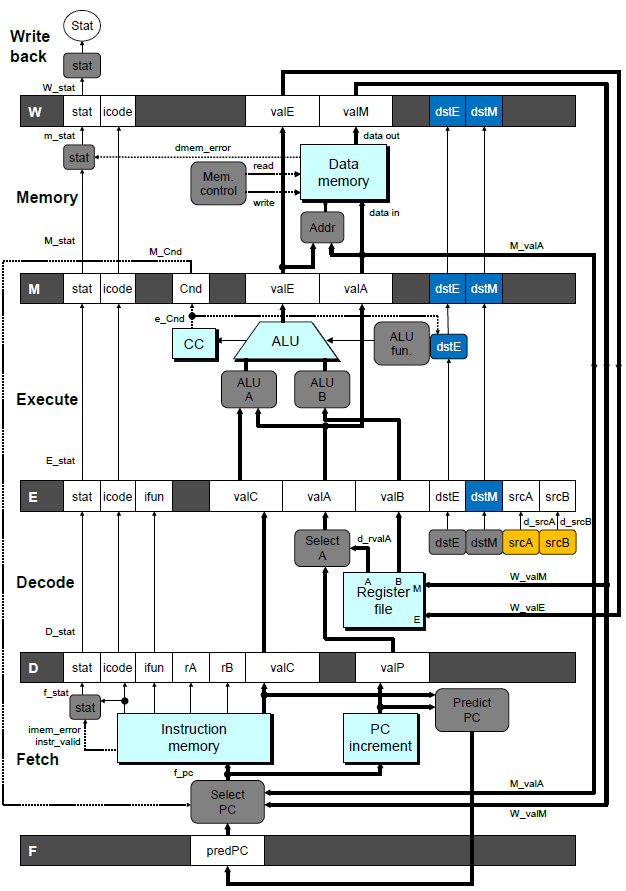 Stat
Write
back
stat
W_stat
W stat icode valE valM dstE dstM
m_stat
data out
dmem_error
stat
read
Mem.
control
Data
memory
write
Memory
Addr
data in
M_stat
M_Cnd
M_valA
M stat icode Cnd valE valA dstE dstM
e_Cnd
CC
ALU
ALU
fun.
dstE
ALU
A
ALU
B
Execute
E_stat
E stat icode ifun valC valA valB dstE dstM srcA srcB
d_srcA d_srcB
Select
A
d_rvalA
dstE dstM srcA srcB
Decode
A B
Register
file
M
E
W_valM
W_valE
D_stat
D stat icode ifun rA rB valC valP
f_stat
stat
Predict
PC
imem_error
instr_valid
Instruction
memory
PC
increment
Fetch
f_pc
Select
PC
M_valA
W_valM
F predPC